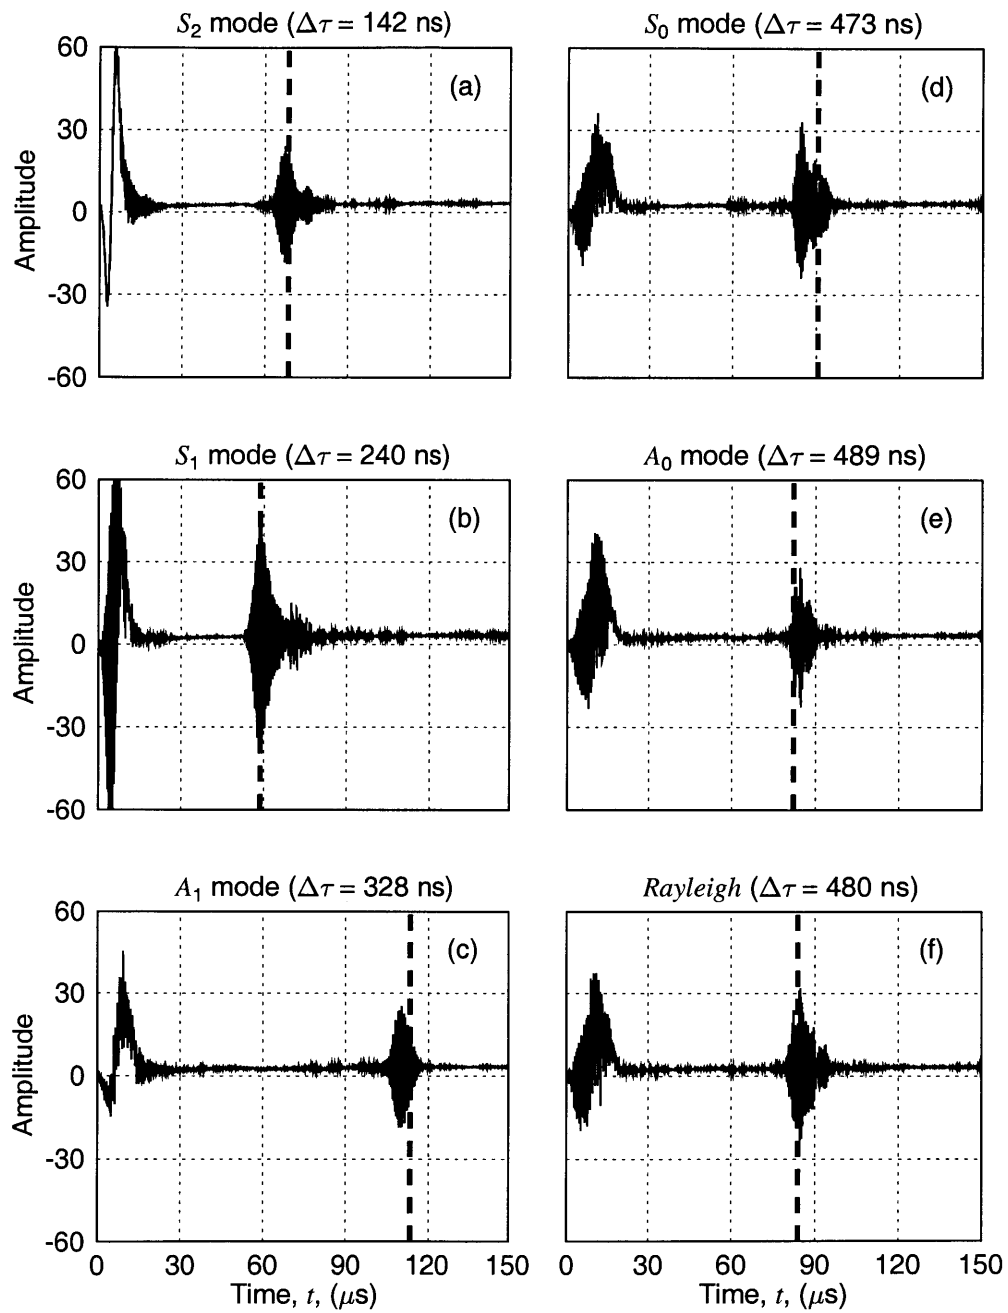 S₂ mode (Δτ = 142 ns)
S₀ mode (Δτ = 473 ns)
60
30
0
-30
-60
Amplitude
(a)
(d)
S₁ mode (Δτ = 240 ns)
A₀ mode (Δτ = 489 ns)
60
30
0
-30
-60
Amplitude
(b)
(e)
A₁ mode (Δτ = 328 ns)
Rayleigh (Δτ = 480 ns)
60
30
0
-30
-60
Amplitude
(c)
(f)
0 30 60 90 120 150
0 30 60 90 120 150
Time, t, (μs)
Time, t, (μs)